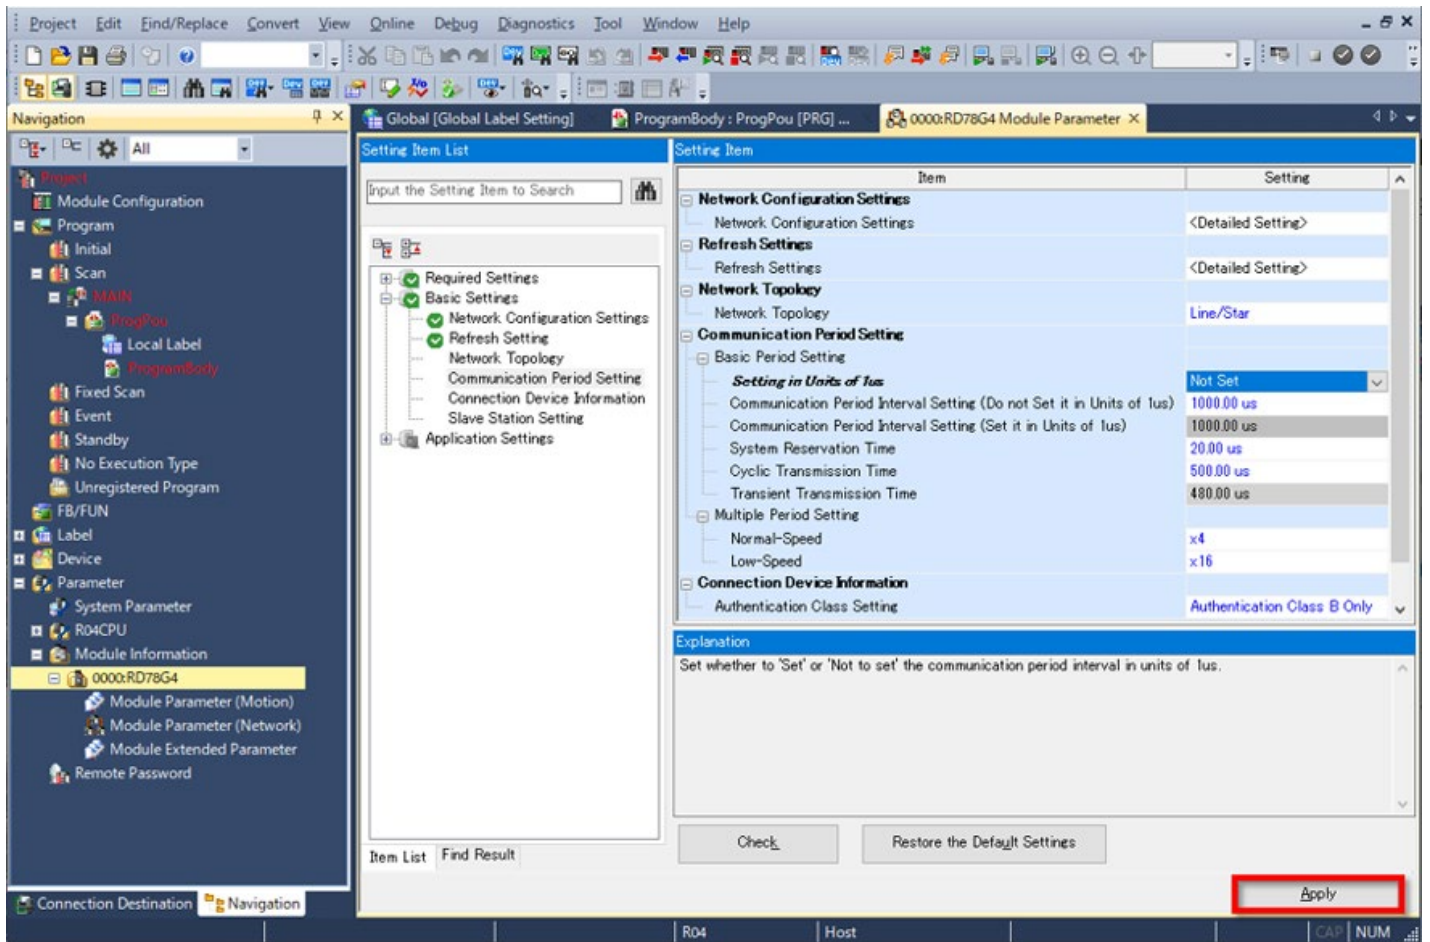 Project Edit Find/Replace Convert View Online Debug Diagnostics Tool Window Help
Navigation
Global [Global Label Setting] ProgramBody : ProgPou [PRG] ... 0000:RD78G4 Module Parameter
All
Project
Module Configuration
Program
Initial
Scan
MAIN
ProgPou
Local Label
ProgramBody
Fixed Scan
Event
Standby
No Execution Type
Unregistered Program
FB/FUN
Label
Device
Parameter
System Parameter
R04CPU
Module Information
0000:RD78G4
Module Parameter (Motion)
Module Parameter (Network)
Module Extended Parameter
Remote Password
Connection Destination Navigation
Setting Item List
Input the Setting Item to Search
Required Settings
Basic Settings
Network Configuration Settings
Refresh Setting
Network Topology
Communication Period Setting
Connection Device Information
Slave Station Setting
Application Settings
Item List Find Result
Setting Item
Item Setting
Network Configuration Settings
Network Configuration Settings <Detailed Setting>
Refresh Settings
Refresh Settings <Detailed Setting>
Network Topology
Network Topology Line/Star
Communication Period Setting
Basic Period Setting
Setting in Units of 1us Not Set
Communication Period Interval Setting (Do not Set it in Units of 1us) 1000.00 us
Communication Period Interval Setting (Set it in Units of 1us) 1000.00 us
System Reservation Time 20.00 us
Cyclic Transmission Time 500.00 us
Transient Transmission Time 480.00 us
Multiple Period Setting
Normal-Speed x4
Low-Speed x16
Connection Device Information
Authentication Class Setting Authentication Class B Only
Explanation
Set whether to 'Set' or 'Not to set' the communication period interval in units of 1us.
Check Restore the Default Settings
Apply
R04 Host CAP NUM